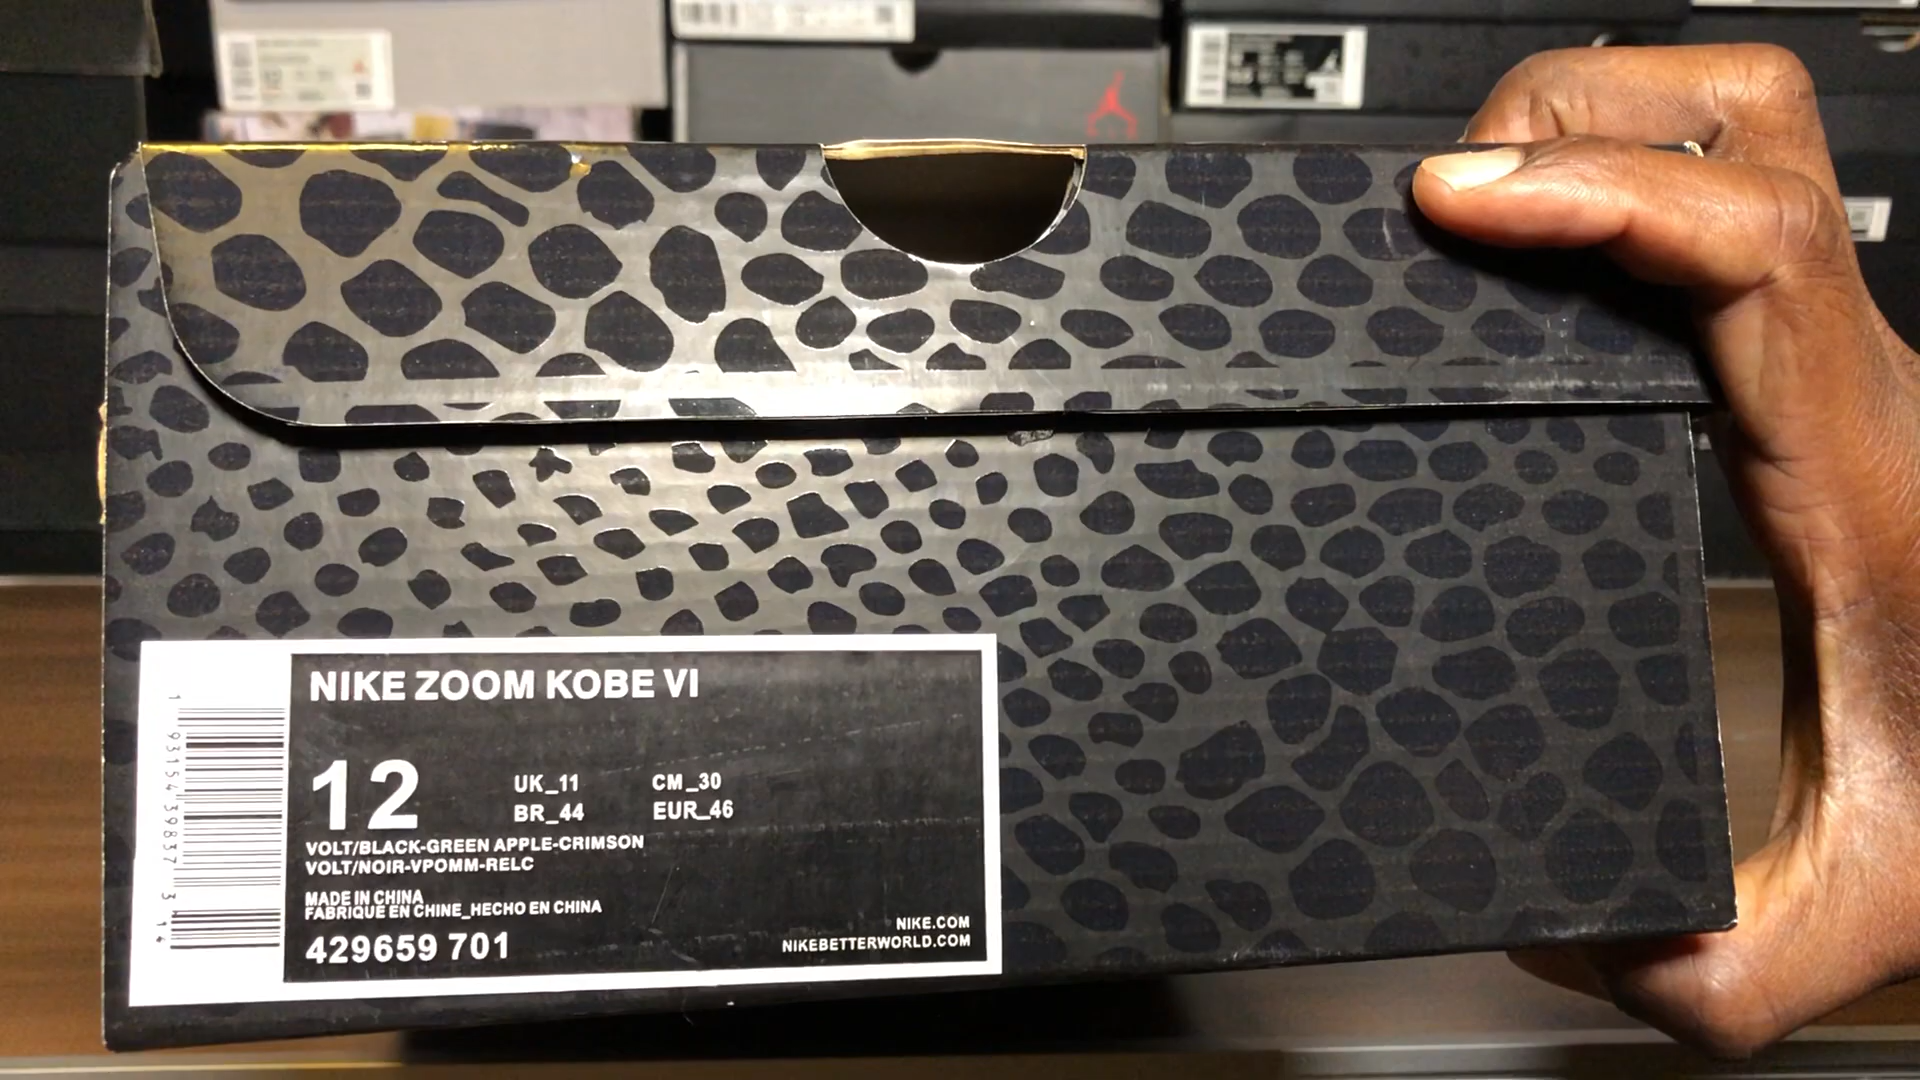 NIKE ZOOM KOBE VI
12
UK_11 CM_30
BR_44 EUR_46
VOLT/BLACK-GREEN APPLE-CRIMSON
VOLT/NOIR-VPOMM-RELC
MADE IN CHINA
FABRIQUE EN CHINE_HECHO EN CHINA
429659 701
NIKE.COM
NIKEBETTERWORLD.COM